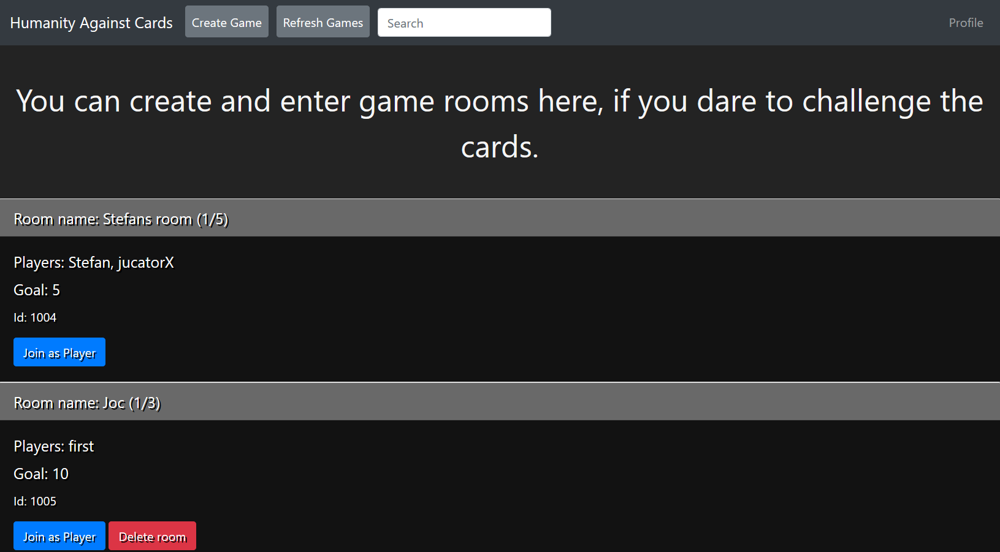 Humanity Against Cards Create Game Refresh Games Search Profile
You can create and enter game rooms here, if you dare to challenge the
cards.
Room name: Stefans room (1/5)
Players: Stefan, jucatorX
Goal: 5
Id: 1004
Join as Player
Room name: Joc (1/3)
Players: first
Goal: 10
Id: 1005
Join as Player Delete room